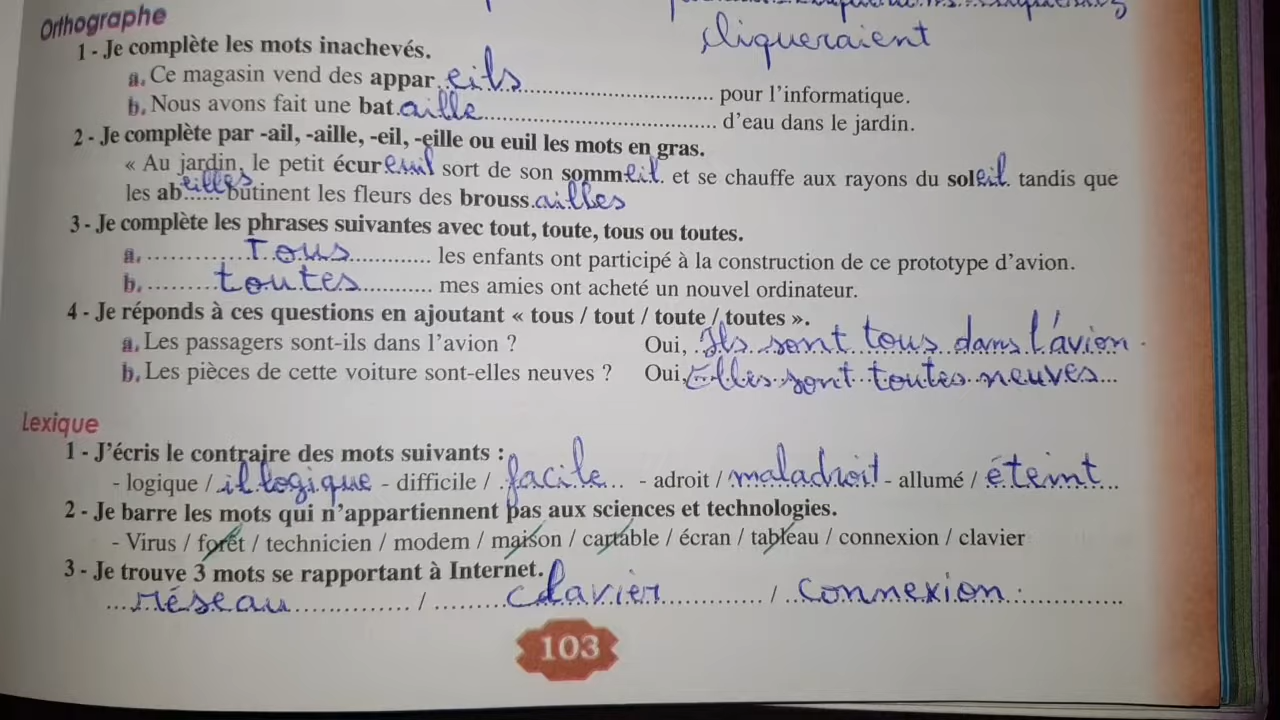 Orthographe
cliqueraient
1 - Je complète les mots inachevés.
a. Ce magasin vend des appareils pour l'informatique.
b. Nous avons fait une bataille d'eau dans le jardin.
2 - Je complète par -ail, -aille, -eil, -eille ou euil les mots en gras.
« Au jardin, le petit écureuil sort de son sommeil et se chauffe aux rayons du soleil tandis que
les abeilles butinent les fleurs des broussailles
3 - Je complète les phrases suivantes avec tout, toute, tous ou toutes.
a. Tous les enfants ont participé à la construction de ce prototype d'avion.
b. toutes mes amies ont acheté un nouvel ordinateur.
4 - Je réponds à ces questions en ajoutant « tous / tout / toute / toutes ».
a. Les passagers sont-ils dans l'avion ? Oui, Ils sont tous dans l'avion.
b. Les pièces de cette voiture sont-elles neuves ? Oui, Elles sont toutes neuves
Lexique
1 - J'écris le contraire des mots suivants :
- logique / illogique - difficile / facile - adroit / maladroit - allumé / éteint
2 - Je barre les mots qui n'appartiennent pas aux sciences et technologies.
- Virus / forêt / technicien / modem / maison / cartable / écran / tableau / connexion / clavier
3 - Je trouve 3 mots se rapportant à Internet.
réseau / clavier / connexion
103